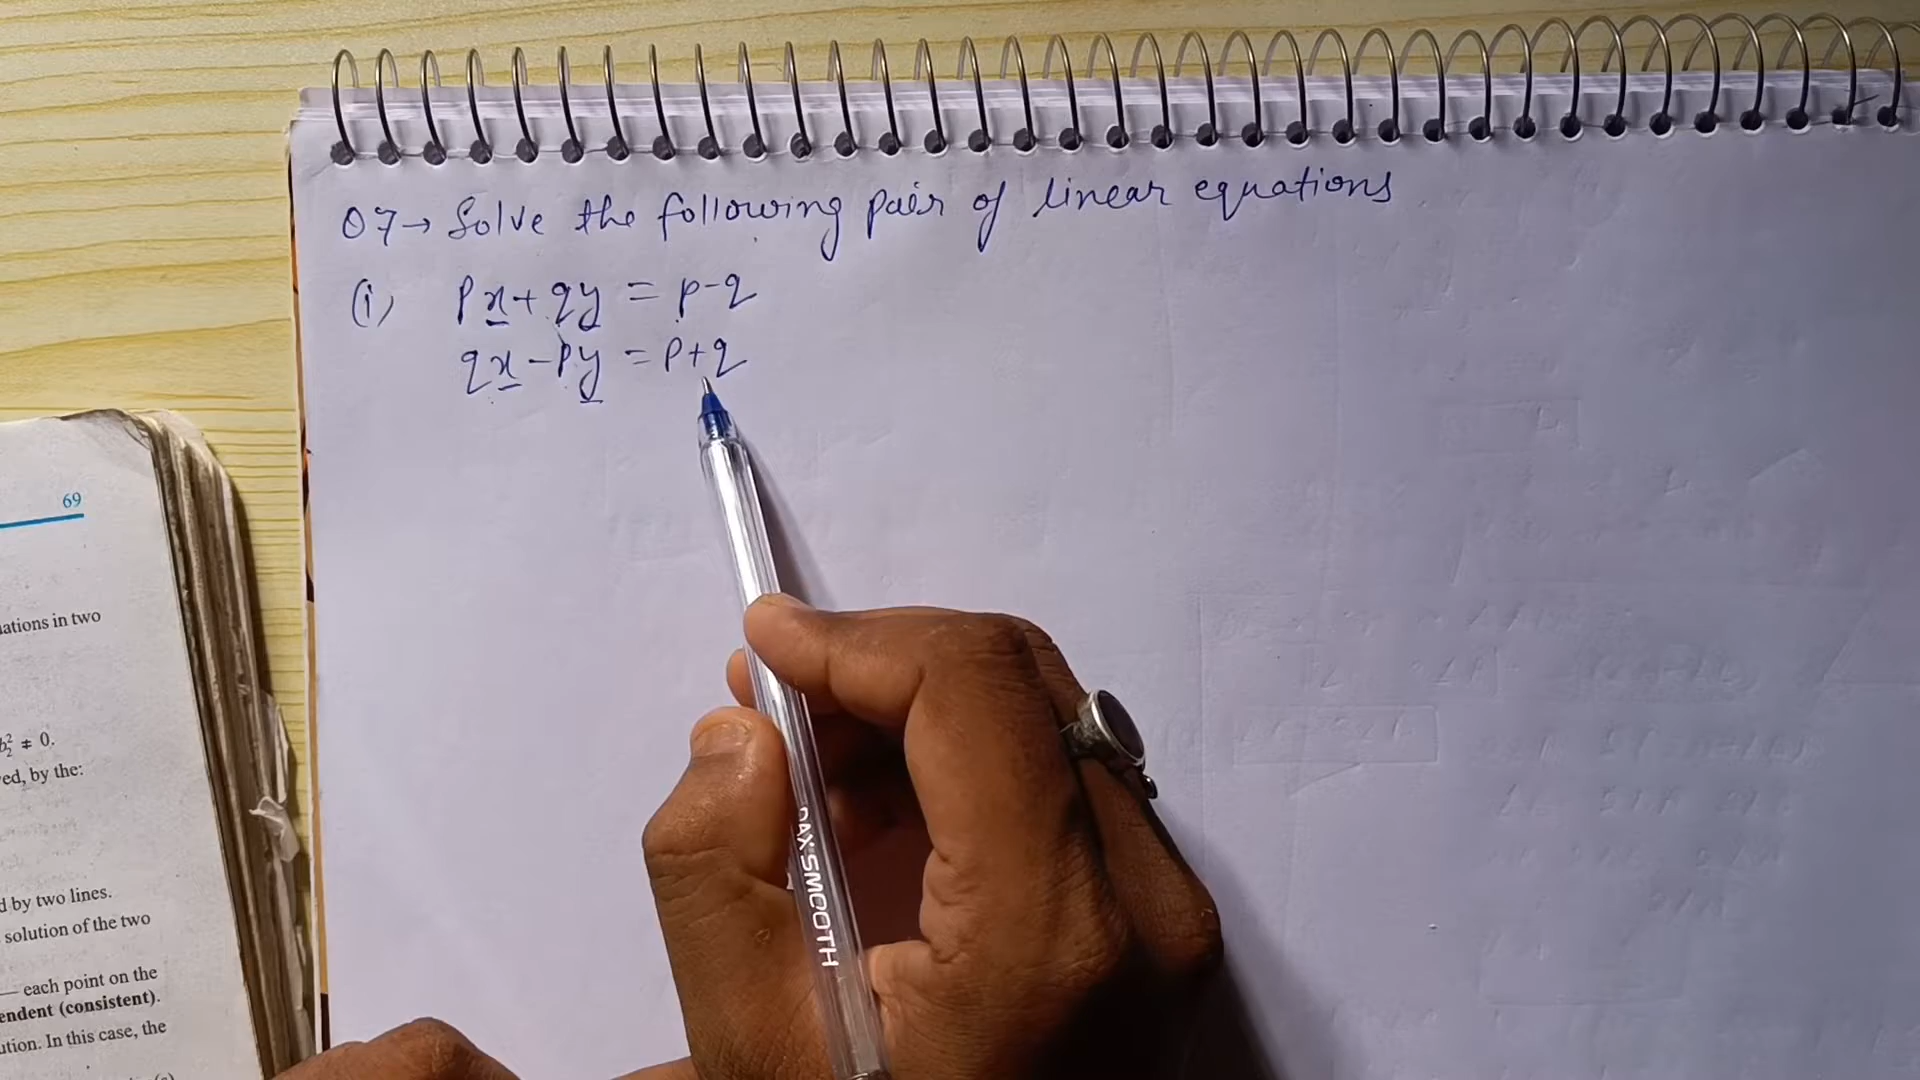 Q7→ Solve the following pair of linear equations
(i) px + qy = p-q
qx - py = p+q
69
ations in two
b₂² ≠ 0.
ed, by the:
d by two lines.
solution of the two
— each point on the
endent (consistent).
ution. In this case, the
DAX SMOOTH